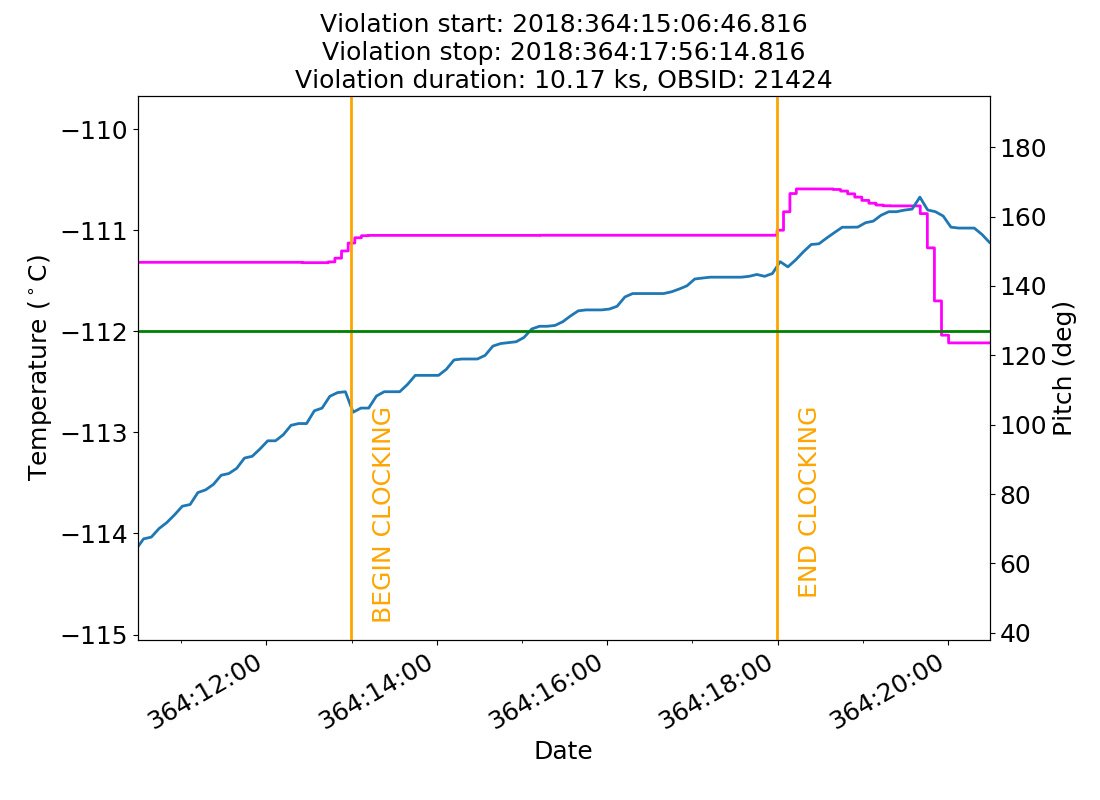 Violation start: 2018:364:15:06:46.816
Violation stop: 2018:364:17:56:14.816
Violation duration: 10.17 ks, OBSID: 21424
Temperature (°C)
−110
−111
−112
−113
−114
−115
BEGIN CLOCKING
END CLOCKING
180
160
140
120
100
80
60
40
Pitch (deg)
364:12:00
364:14:00
364:16:00
364:18:00
364:20:00
Date